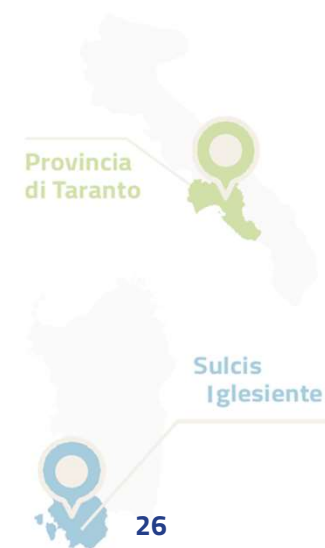 Provincia
di Taranto
Sulcis
Iglesiente
26